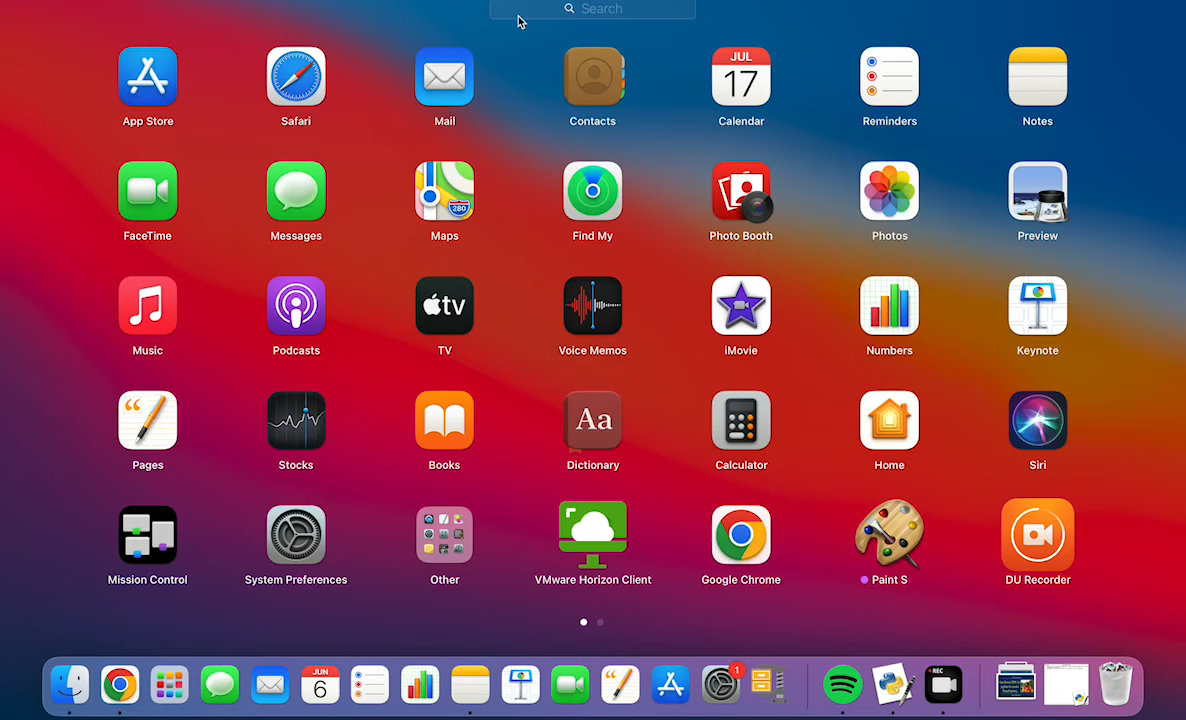 Search
App Store
Safari
Mail
JUL
17
Contacts
Calendar
Reminders
Notes
280
FaceTime
Messages
Maps
Find My
Photo Booth
Photos
Preview
tv
Music
Podcasts
TV
Voice Memos
iMovie
Numbers
Keynote
Aa
Pages
Stocks
Books
Dictionary
Calculator
Home
Siri
Mission Control
System Preferences
Other
VMware Horizon Client
Google Chrome
Paint S
DU Recorder
JUN
6
1
REC